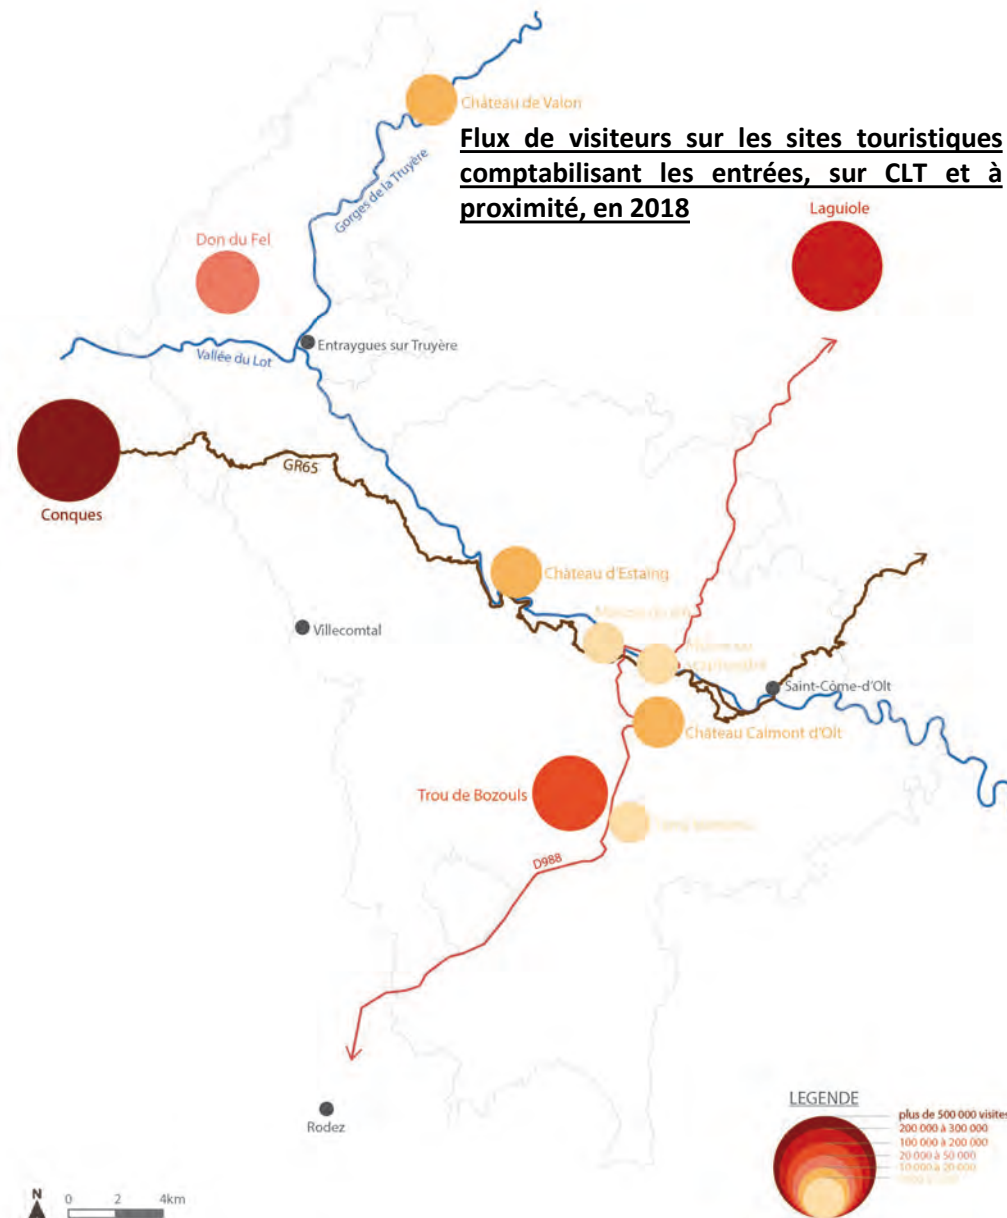 Château de Valon
Flux de visiteurs sur les sites touristiques
comptabilisant les entrées, sur CLT et à
proximité, en 2018
Gorges de la Truyère
Laguiole
Don du Fel
Entraygues sur Truyère
Vallée du Lot
GR65
Conques
Château d'Estaing
Villecomtal
Saint-Côme-d'Olt
Château Calmont d'Olt
Trou de Bozouls
D988
Rodez
LEGENDE
plus de 500 000 visites
200 000 à 300 000
100 000 à 200 000
20 000 à 50 000
10 000 à 20 000
N
0 2 4km